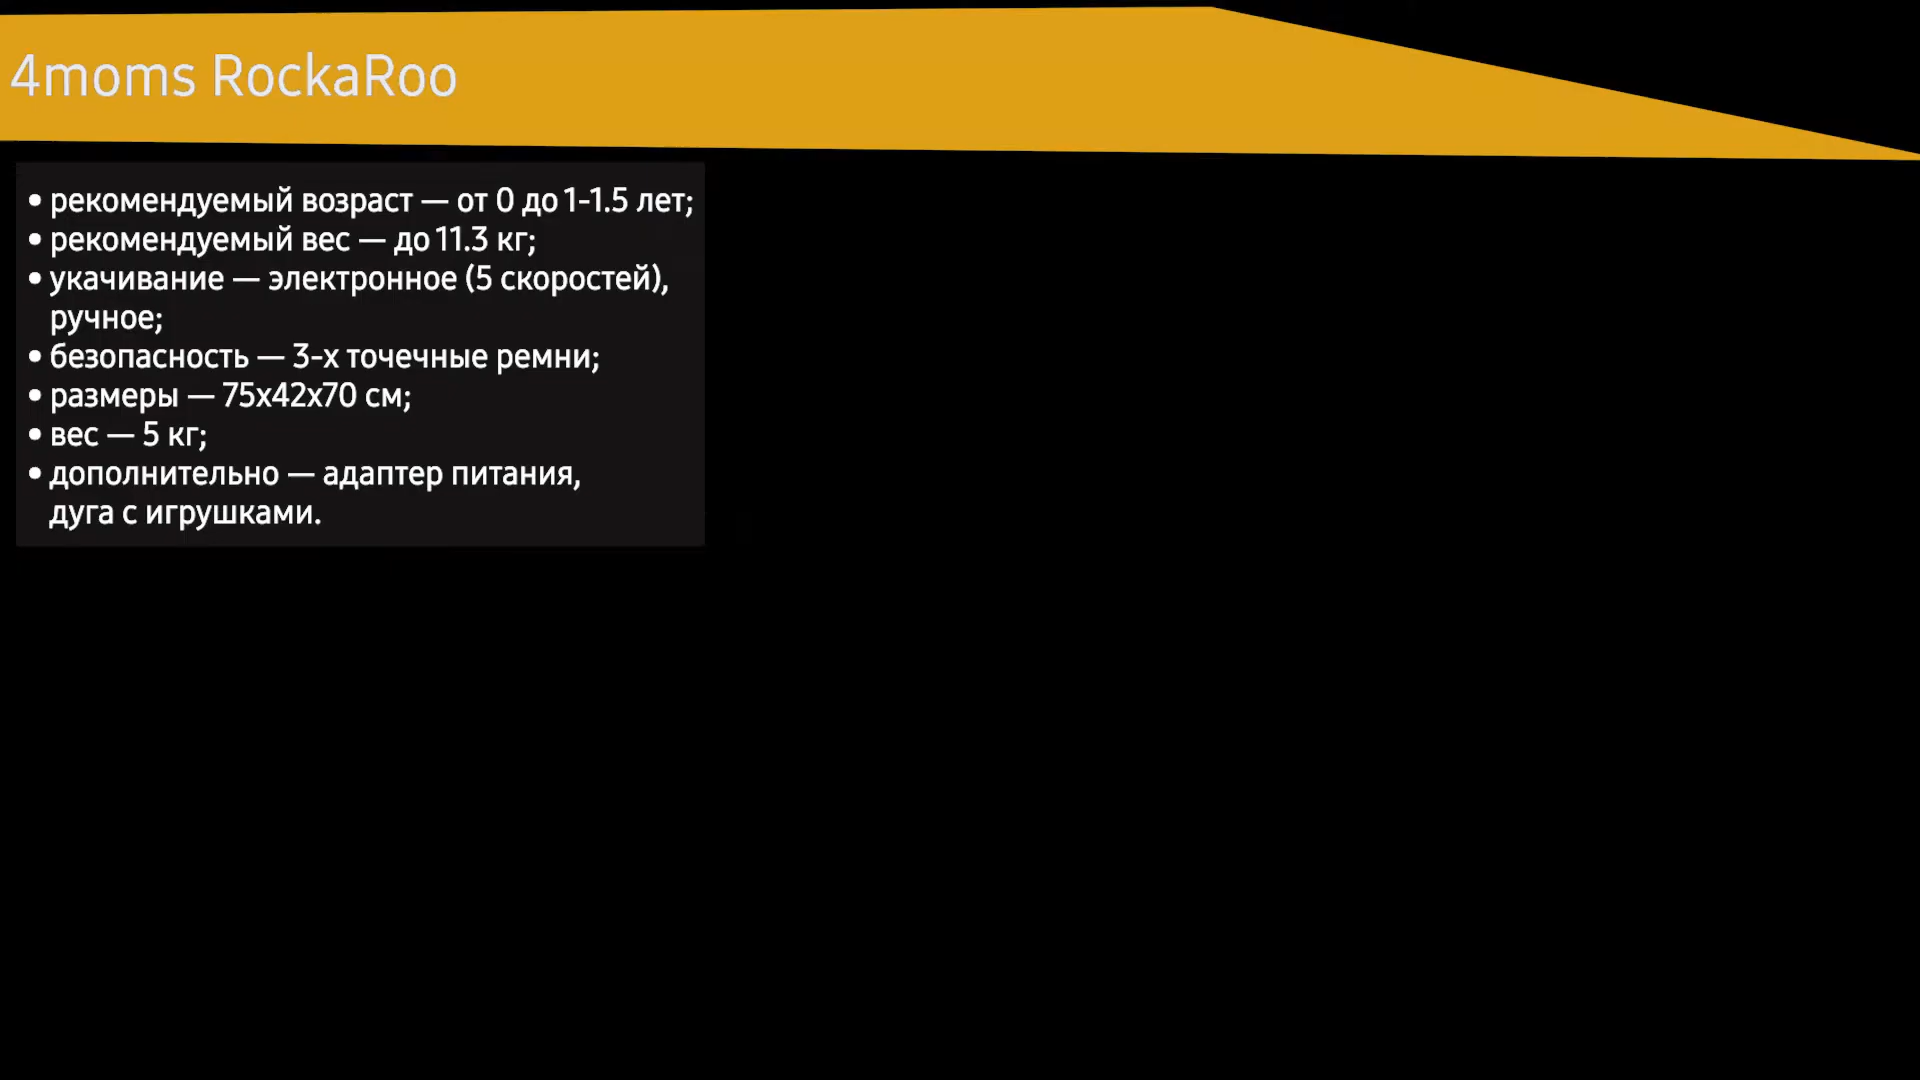 4moms RockaRoo
• рекомендуемый возраст — от 0 до 1-1.5 лет;
• рекомендуемый вес — до 11.3 кг;
• укачивание — электронное (5 скоростей),
ручное;
• безопасность — 3-х точечные ремни;
• размеры — 75х42х70 см;
• вес — 5 кг;
• дополнительно — адаптер питания,
дуга с игрушками.